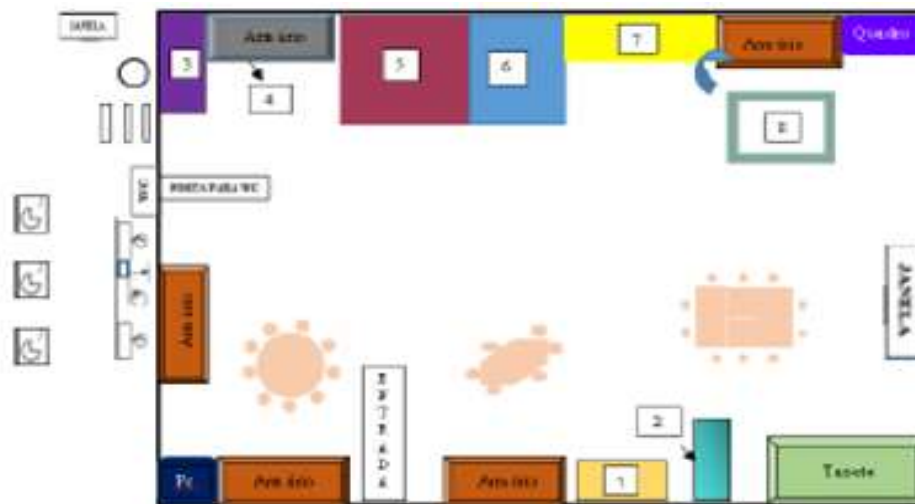 JANELA
3
Armário
5
6
7
Armário
Quadro
4
8
WC
PORTA PARA WC
JANELA
Armário
ENTRADA
2
Pc
Armário
Armário
1
Tapete